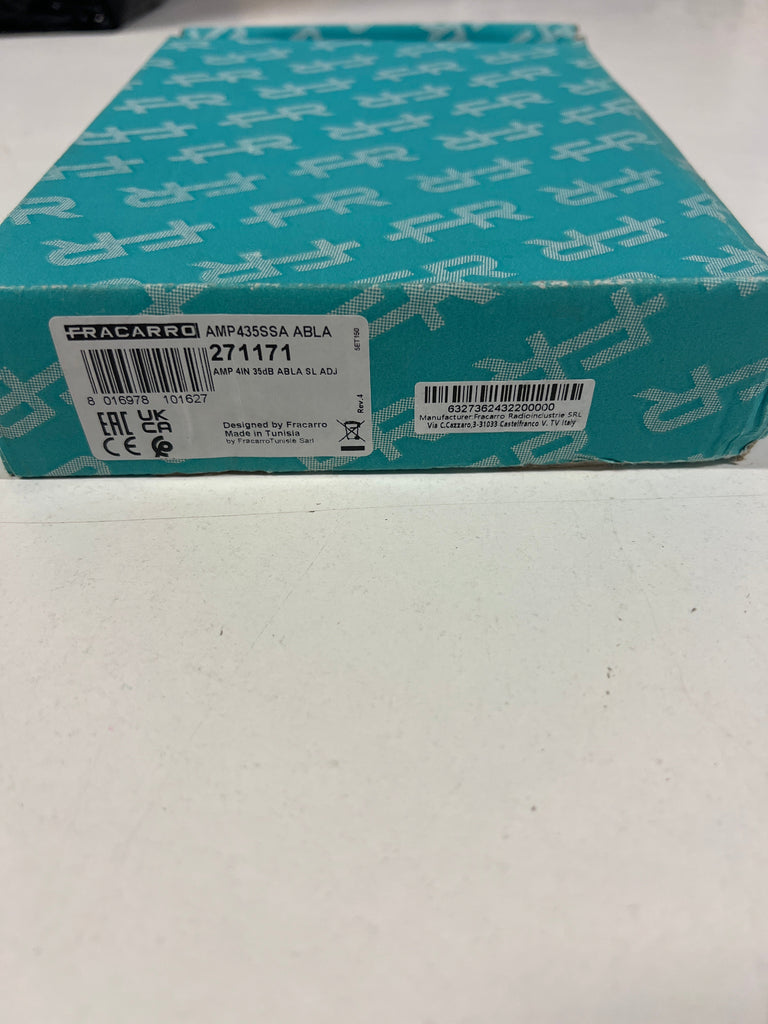 FRACARRO AMP435SSA ABLA
271171
AMP 4IN 35dB ABLA SL ADJ
8 016978 101627
SET150
Rev.4
EAC UK CA
CE
Designed by Fracarro
Made in Tunisia
by FracarroTunisie Sarl
6327362432200000
Manufacturer:Fracarro Radioindustrie SRL
Via C.Cazzaro,3-31033 Castelfranco V. TV Italy
FR